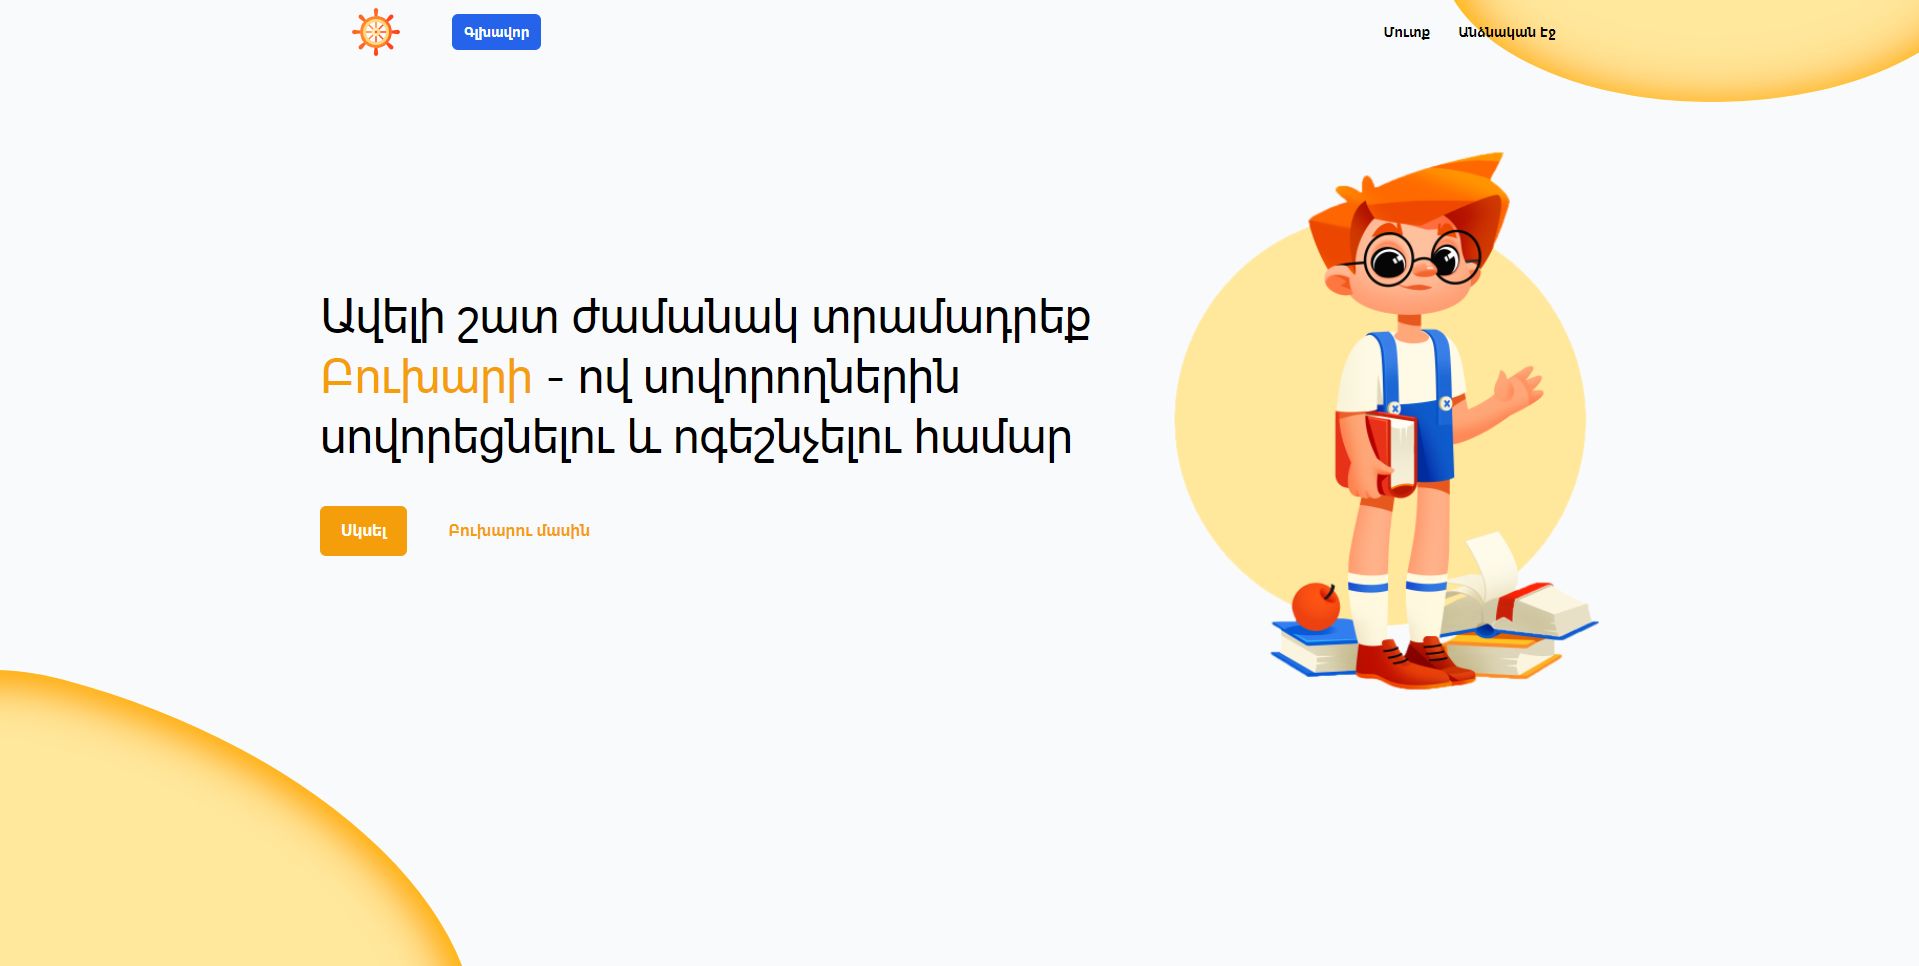 Գլխավոր
Մուտք
Անձնական Էջ
Ավելի շատ ժամանակ տրամադրեք
Բուխարի - ով սովորողներին
սովորեցնելու և ոգեշնչելու համար
Սկսել
Բուխարու մասին